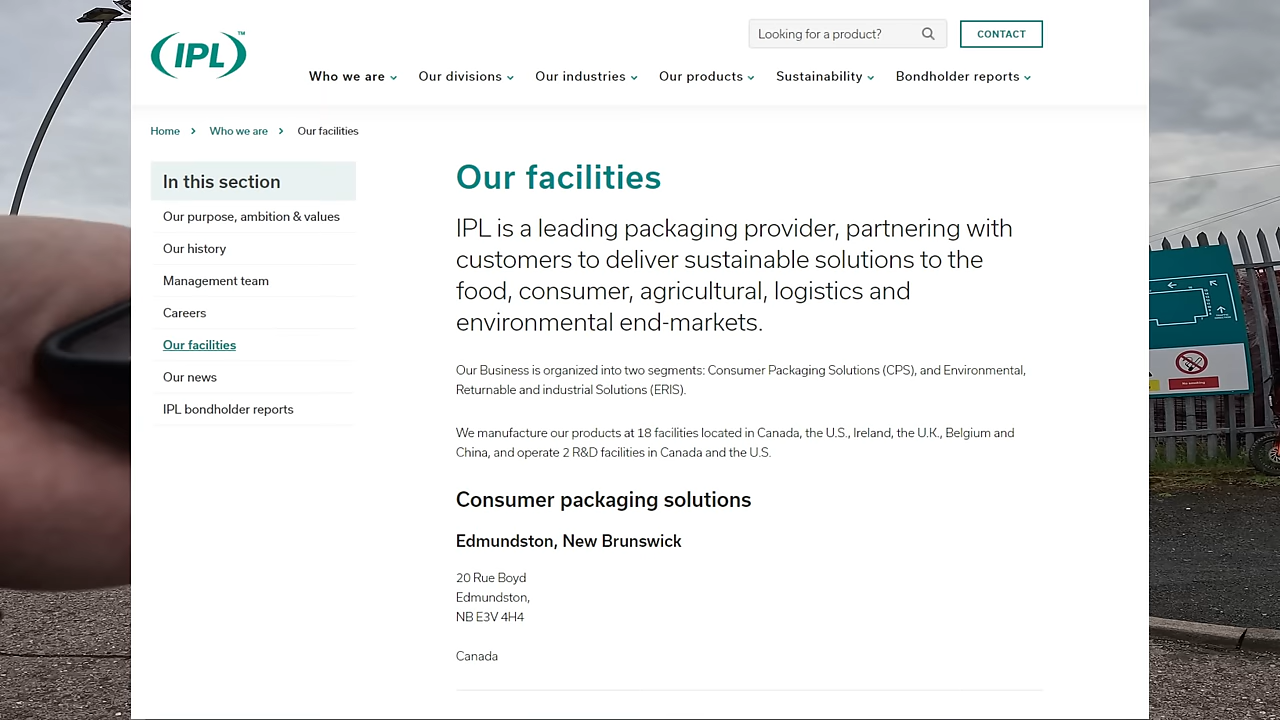 IPL™
Looking for a product?
CONTACT
Who we are
Our divisions
Our industries
Our products
Sustainability
Bondholder reports
Home
Who we are
Our facilities
In this section
Our purpose, ambition & values
Our history
Management team
Careers
Our facilities
Our news
IPL bondholder reports
Our facilities
IPL is a leading packaging provider, partnering with
customers to deliver sustainable solutions to the
food, consumer, agricultural, logistics and
environmental end-markets.
Our Business is organized into two segments: Consumer Packaging Solutions (CPS), and Environmental,
Returnable and industrial Solutions (ERIS).
We manufacture our products at 18 facilities located in Canada, the U.S., Ireland, the U.K., Belgium and
China, and operate 2 R&D facilities in Canada and the U.S.
Consumer packaging solutions
Edmundston, New Brunswick
20 Rue Boyd
Edmundston,
NB E3V 4H4
Canada
No smoking